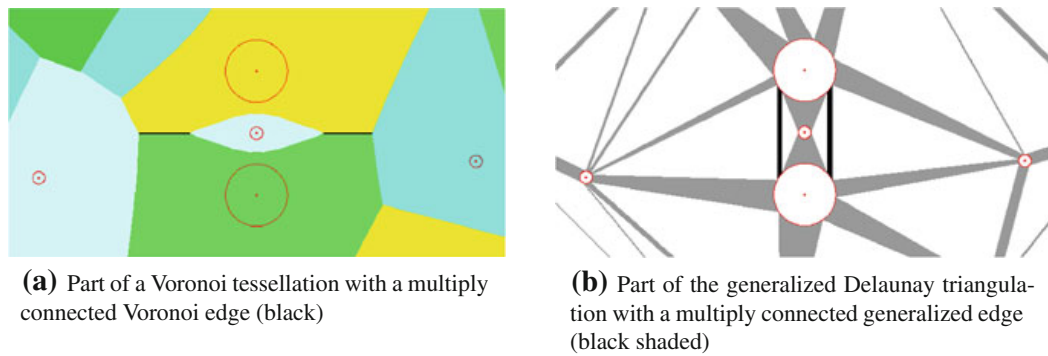 (a) Part of a Voronoi tessellation with a multiply
connected Voronoi edge (black)
(b) Part of the generalized Delaunay triangula-
tion with a multiply connected generalized edge
(black shaded)